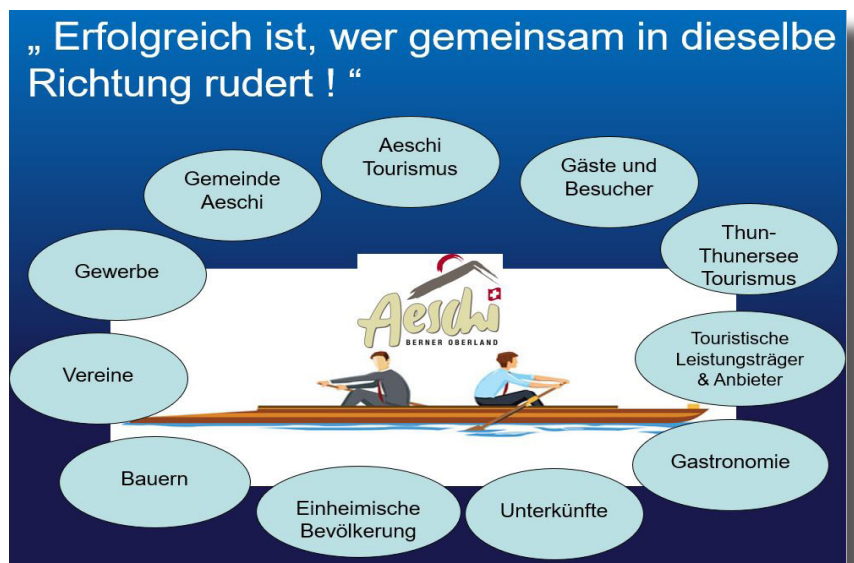 „ Erfolgreich ist, wer gemeinsam in dieselbe
Richtung rudert ! “
Aeschi
Tourismus
Gemeinde
Aeschi
Gäste und
Besucher
Thun-
Thunersee
Tourismus
Gewerbe
Aeschi
BERNER OBERLAND
Touristische
Leistungsträger
& Anbieter
Vereine
Gastronomie
Bauern
Einheimische
Bevölkerung
Unterkünfte